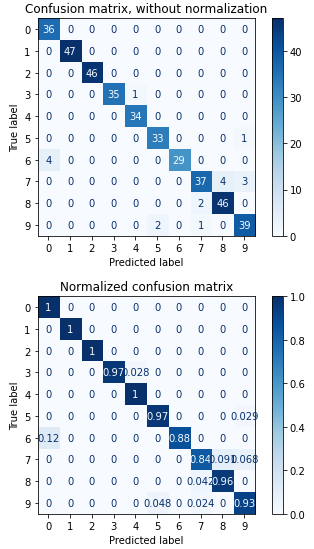 Confusion matrix, without normalization
0 36 0 0 0 0 0 0 0 0 0
1 0 47 0 0 0 0 0 0 0 0
2 0 0 46 0 0 0 0 0 0 0
3 0 0 0 35 1 0 0 0 0 0
4 0 0 0 0 34 0 0 0 0 0
5 0 0 0 0 0 33 0 0 0 1
6 4 0 0 0 0 0 29 0 0 0
7 0 0 0 0 0 0 0 37 4 3
8 0 0 0 0 0 0 0 2 46 0
9 0 0 0 0 0 2 0 1 0 39
0 1 2 3 4 5 6 7 8 9
Predicted label
True label
40
30
20
10
0
Normalized confusion matrix
0 1 0 0 0 0 0 0 0 0 0
1 0 1 0 0 0 0 0 0 0 0
2 0 0 1 0 0 0 0 0 0 0
3 0 0 0 0.97 0.028 0 0 0 0 0
4 0 0 0 0 1 0 0 0 0 0
5 0 0 0 0 0 0.97 0 0 0 0.029
6 0.12 0 0 0 0 0 0.88 0 0 0
7 0 0 0 0 0 0 0 0.84 0.091 0.068
8 0 0 0 0 0 0 0 0.042 0.96 0
9 0 0 0 0 0 0.048 0 0.024 0 0.93
0 1 2 3 4 5 6 7 8 9
Predicted label
True label
1.0
0.8
0.6
0.4
0.2
0.0